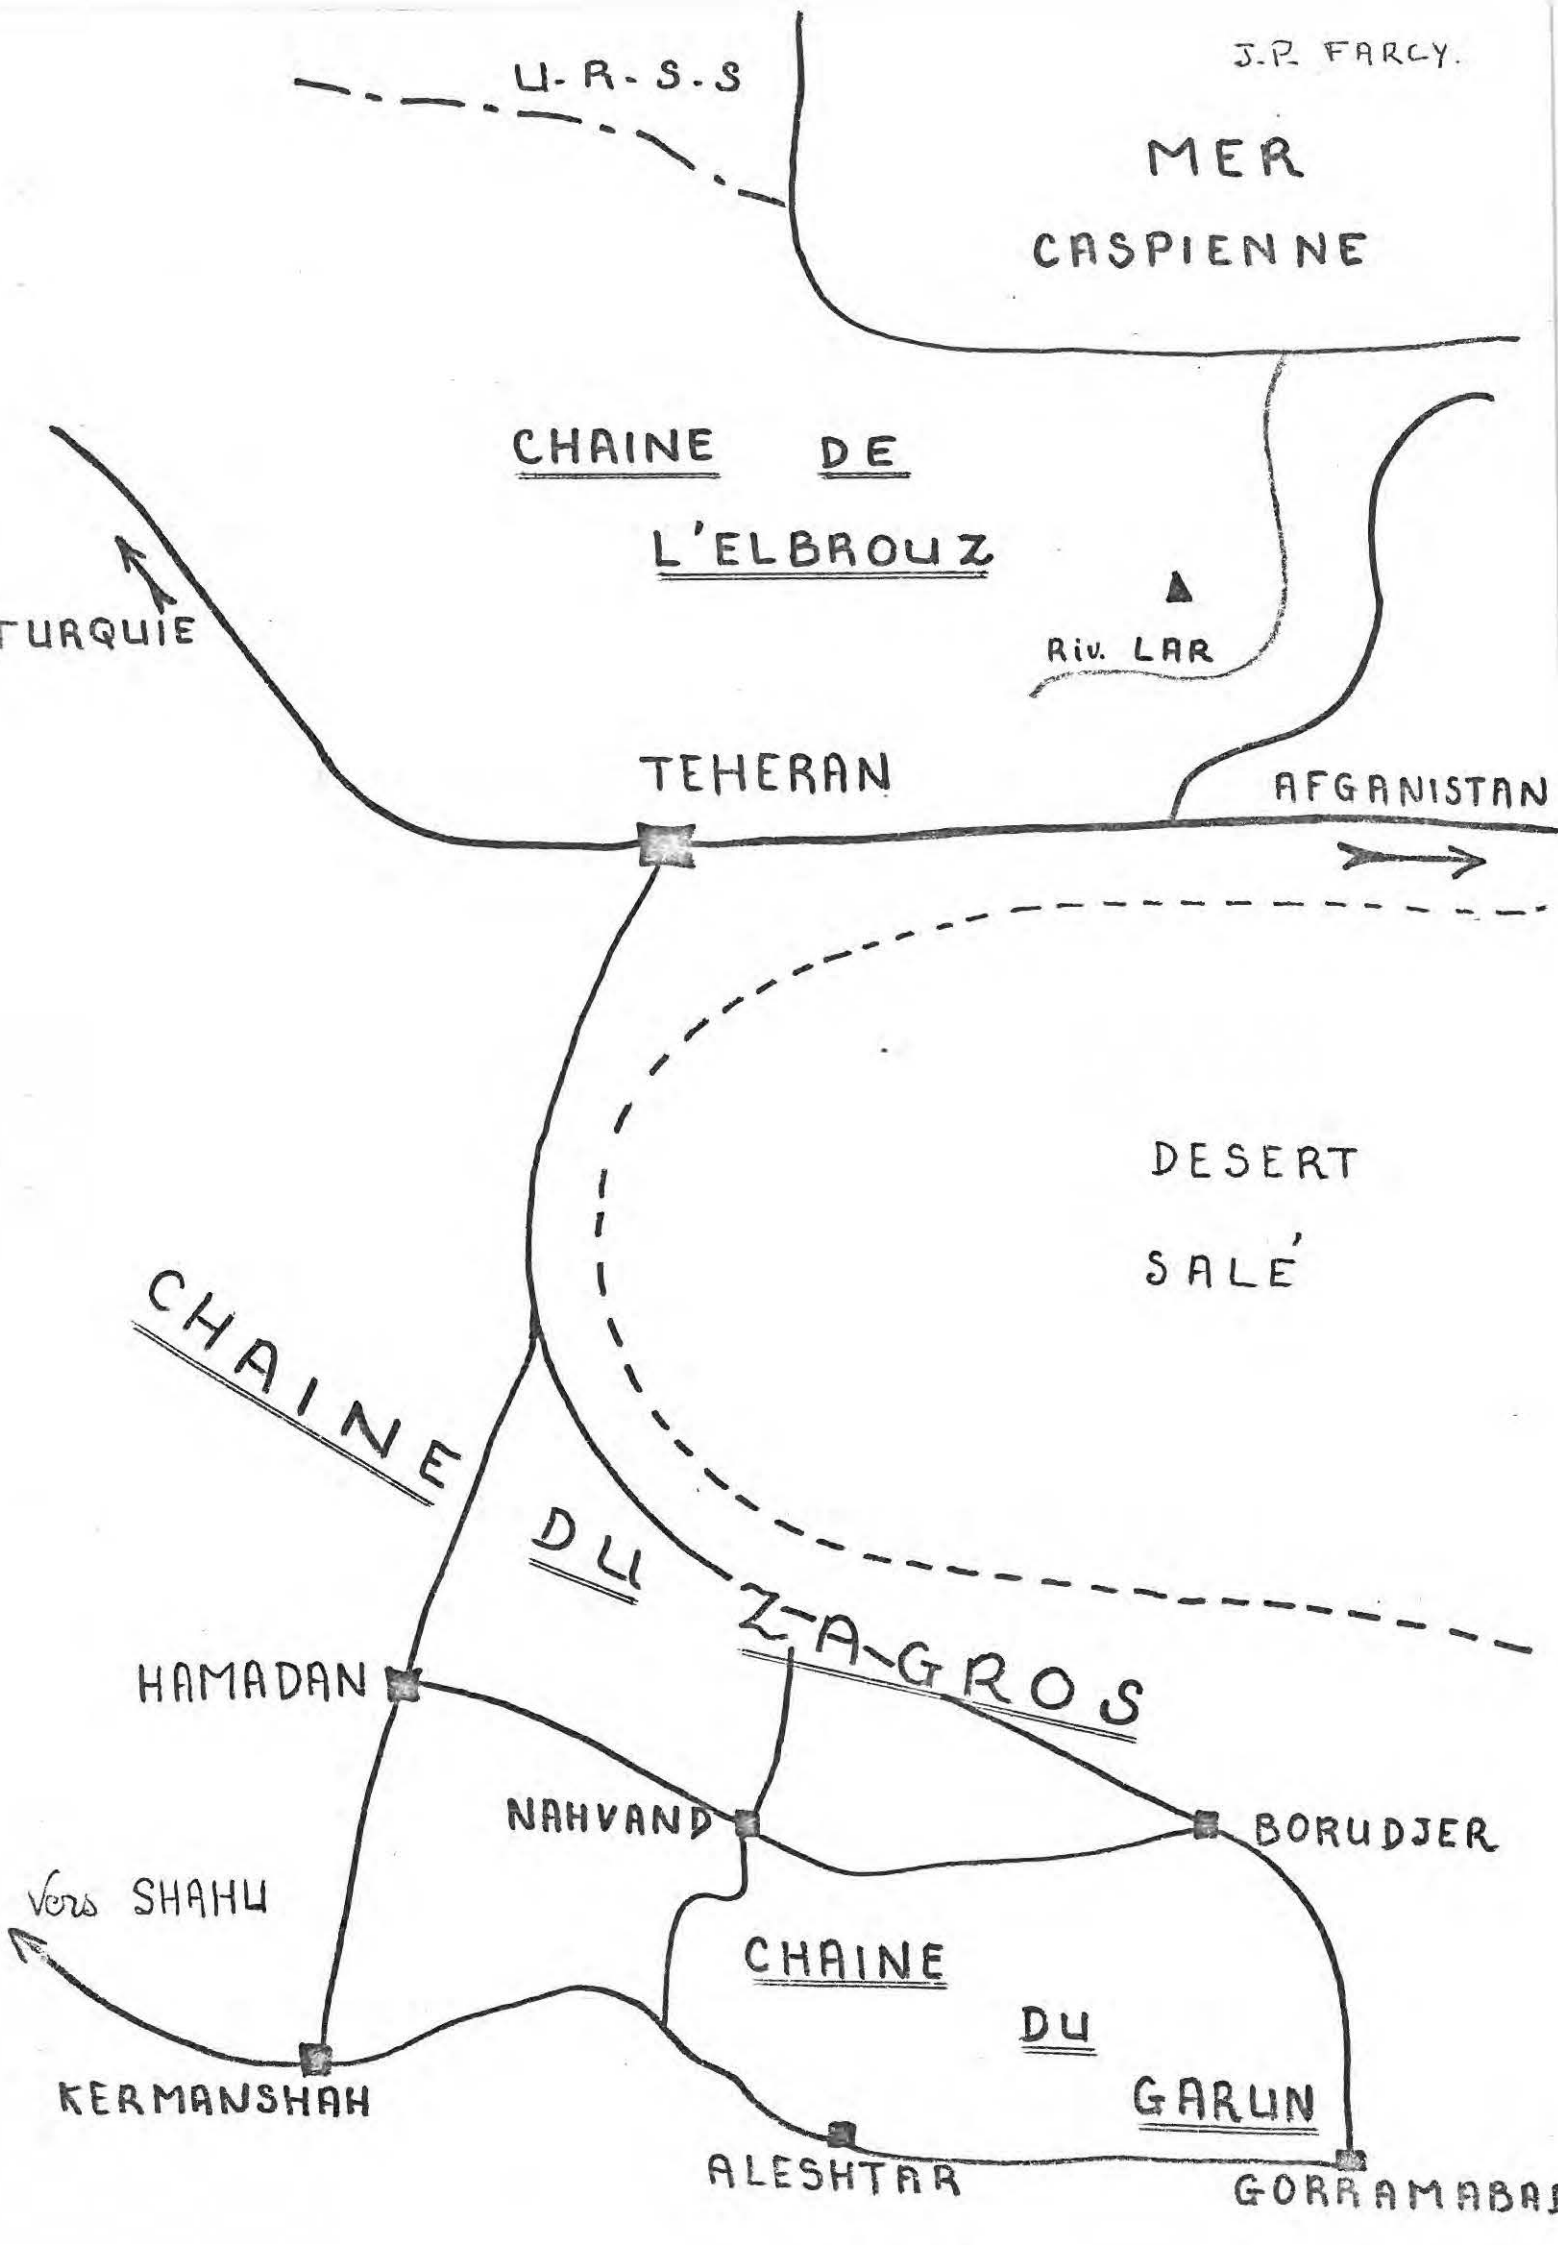 J.P. FARCY.
U-R-S-S
MER
CASPIENNE
CHAINE DE
L'ELBROUZ
TURQUIE
Riv. LAR
TEHERAN
AFGANISTAN
DESERT
SALÉ
CHAINE
DU
ZAGROS
HAMADAN
NAHVAND
BORUDJER
Vers SHAHU
CHAINE
DU
GARUN
KERMANSHAH
ALESHTAR
GORRAMABAD